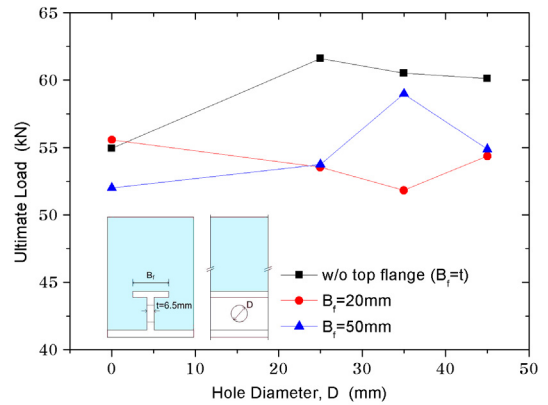 65
60
55
50
45
40
Ultimate Load (kN)
0
10
20
30
40
50
Hole Diameter, D (mm)
Bf
t=6.5mm
D
w/o top flange (Bf=t)
Bf=20mm
Bf=50mm